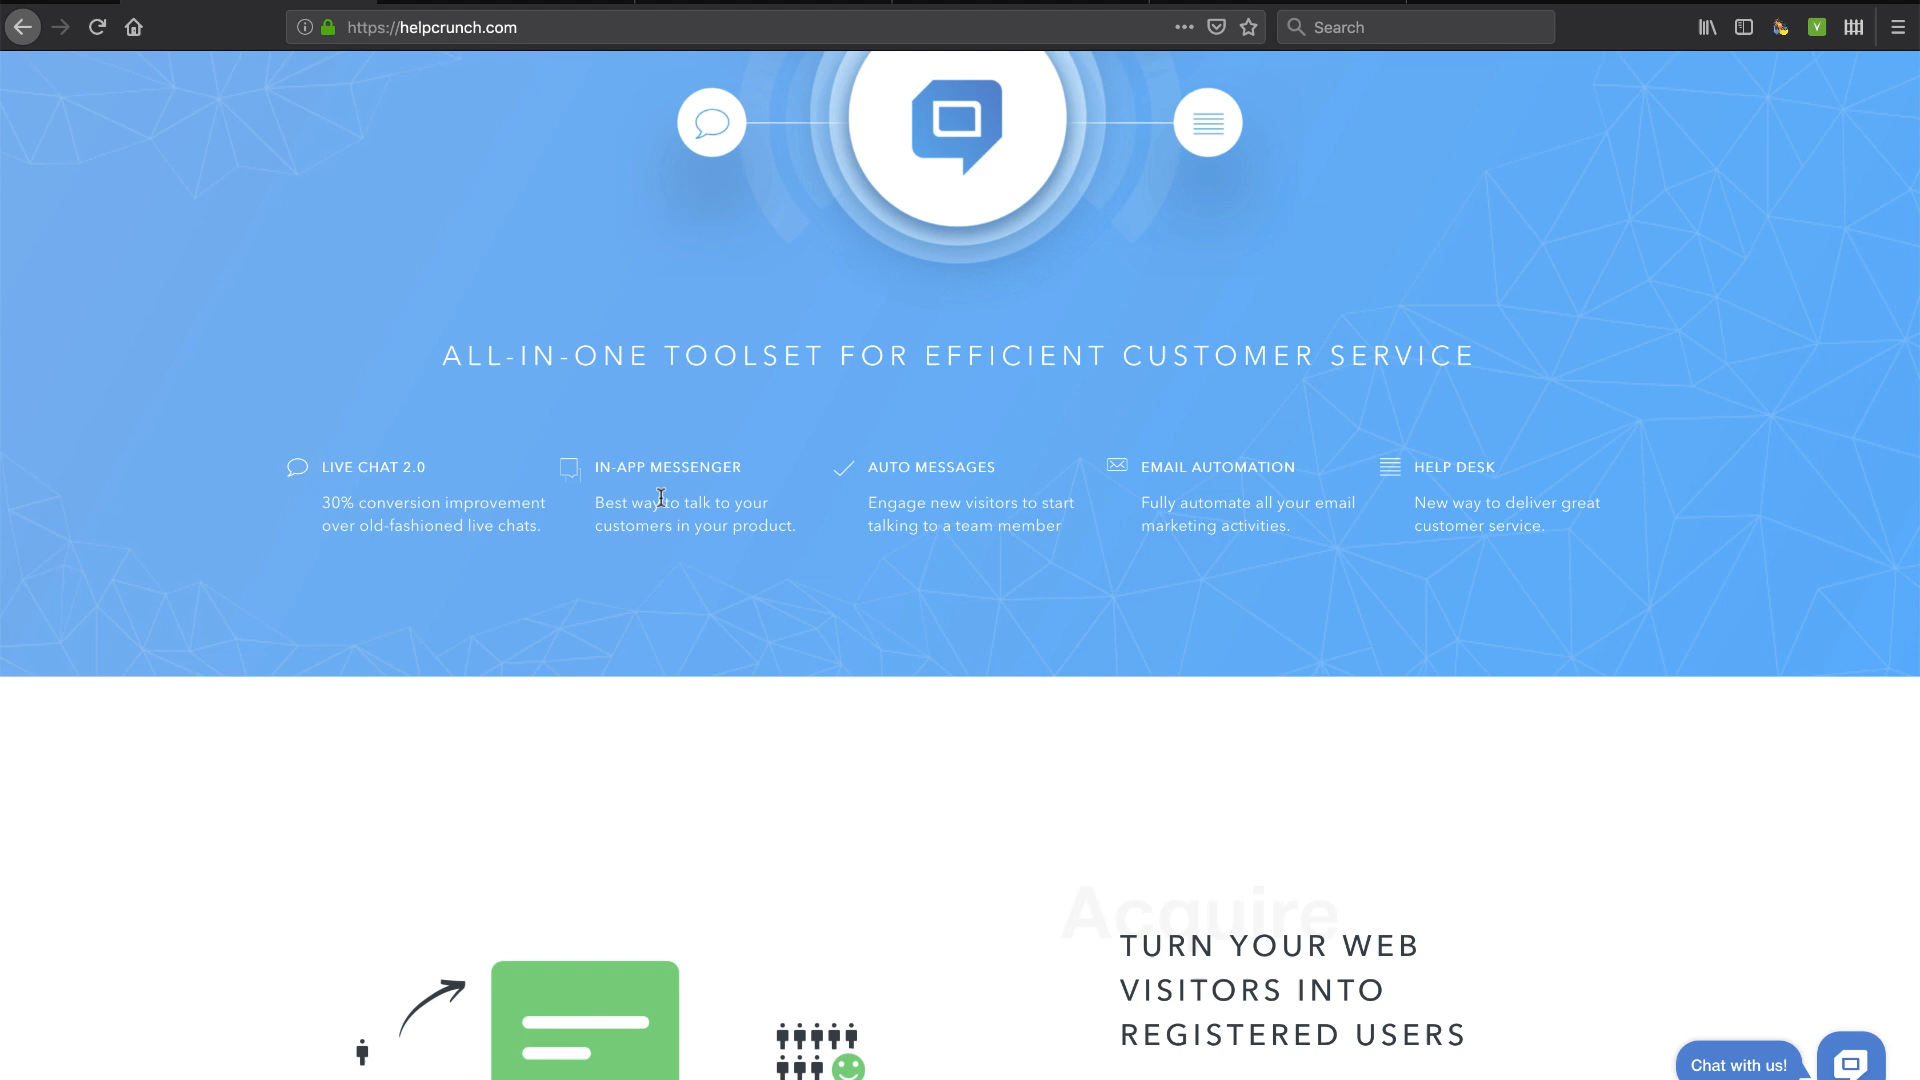 https://helpcrunch.com
Search
ALL-IN-ONE TOOLSET FOR EFFICIENT CUSTOMER SERVICE
LIVE CHAT 2.0
30% conversion improvement
over old-fashioned live chats.
IN-APP MESSENGER
Best way to talk to your
customers in your product.
AUTO MESSAGES
Engage new visitors to start
talking to a team member
EMAIL AUTOMATION
Fully automate all your email
marketing activities.
HELP DESK
New way to deliver great
customer service.
Acquire
TURN YOUR WEB
VISITORS INTO
REGISTERED USERS
Chat with us!